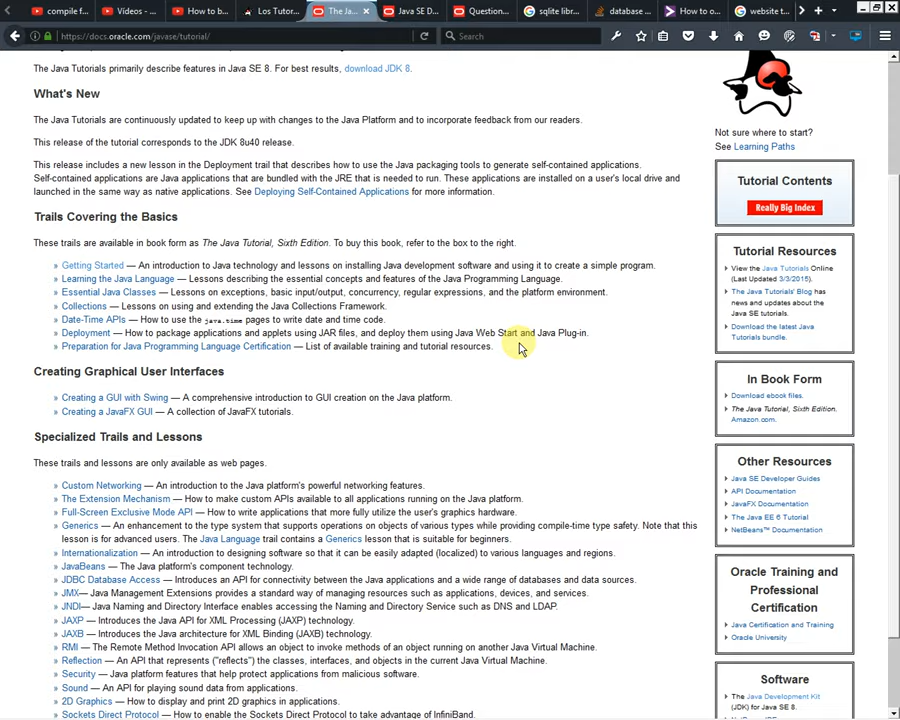 compile f...
Videos - ...
How to b...
Los Tutor...
The Ja...
Java SE D...
Question...
sqlite libr...
database ...
How to o...
website t...
https://docs.oracle.com/javase/tutorial/
Search
The Java Tutorials primarily describe features in Java SE 8. For best results, download JDK 8.
What's New
The Java Tutorials are continuously updated to keep up with changes to the Java Platform and to incorporate feedback from our readers.
This release of the tutorial corresponds to the JDK 8u40 release.
This release includes a new lesson in the Deployment trail that describes how to use the Java packaging tools to generate self-contained applications.
Self-contained applications are Java applications that are bundled with the JRE that is needed to run. These applications are installed on a user's local drive and
launched in the same way as native applications. See Deploying Self-Contained Applications for more information.
Trails Covering the Basics
These trails are available in book form as The Java Tutorial, Sixth Edition. To buy this book, refer to the box to the right.
» Getting Started — An introduction to Java technology and lessons on installing Java development software and using it to create a simple program.
» Learning the Java Language — Lessons describing the essential concepts and features of the Java Programming Language.
» Essential Java Classes — Lessons on exceptions, basic input/output, concurrency, regular expressions, and the platform environment.
» Collections — Lessons on using and extending the Java Collections Framework.
» Date-Time APIs — How to use the java.time pages to write date and time code.
» Deployment — How to package applications and applets using JAR files, and deploy them using Java Web Start and Java Plug-in.
» Preparation for Java Programming Language Certification — List of available training and tutorial resources.
Creating Graphical User Interfaces
» Creating a GUI with Swing — A comprehensive introduction to GUI creation on the Java platform.
» Creating a JavaFX GUI — A collection of JavaFX tutorials.
Specialized Trails and Lessons
These trails and lessons are only available as web pages.
» Custom Networking — An introduction to the Java platform's powerful networking features.
» The Extension Mechanism — How to make custom APIs available to all applications running on the Java platform.
» Full-Screen Exclusive Mode API — How to write applications that more fully utilize the user's graphics hardware.
» Generics — An enhancement to the type system that supports operations on objects of various types while providing compile-time type safety. Note that this
lesson is for advanced users. The Java Language trail contains a Generics lesson that is suitable for beginners.
» Internationalization — An introduction to designing software so that it can be easily adapted (localized) to various languages and regions.
» JavaBeans — The Java platform's component technology.
» JDBC Database Access — Introduces an API for connectivity between the Java applications and a wide range of databases and data sources.
» JMX— Java Management Extensions provides a standard way of managing resources such as applications, devices, and services.
» JNDI— Java Naming and Directory Interface enables accessing the Naming and Directory Service such as DNS and LDAP.
» JAXP — Introduces the Java API for XML Processing (JAXP) technology.
» JAXB — Introduces the Java architecture for XML Binding (JAXB) technology.
» RMI — The Remote Method Invocation API allows an object to invoke methods of an object running on another Java Virtual Machine.
» Reflection — An API that represents ("reflects") the classes, interfaces, and objects in the current Java Virtual Machine.
» Security — Java platform features that help protect applications from malicious software.
» Sound — An API for playing sound data from applications.
» 2D Graphics — How to display and print 2D graphics in applications.
» Sockets Direct Protocol — How to enable the Sockets Direct Protocol to take advantage of InfiniBand.
Not sure where to start?
See Learning Paths
Tutorial Contents
Really Big Index
Tutorial Resources
View the Java Tutorials Online
(Last Updated 3/3/2015).
The Java Tutorials' Blog has
news and updates about the
Java SE tutorials.
Download the latest Java
Tutorials bundle.
In Book Form
Download ebook files.
The Java Tutorial, Sixth Edition.
Amazon.com.
Other Resources
Java SE Developer Guides
API Documentation
JavaFX Documentation
The Java EE 6 Tutorial
NetBeans™ Documentation
Oracle Training and
Professional
Certification
Java Certification and Training
Oracle University
Software
The Java Development Kit
(JDK) for Java SE 8.